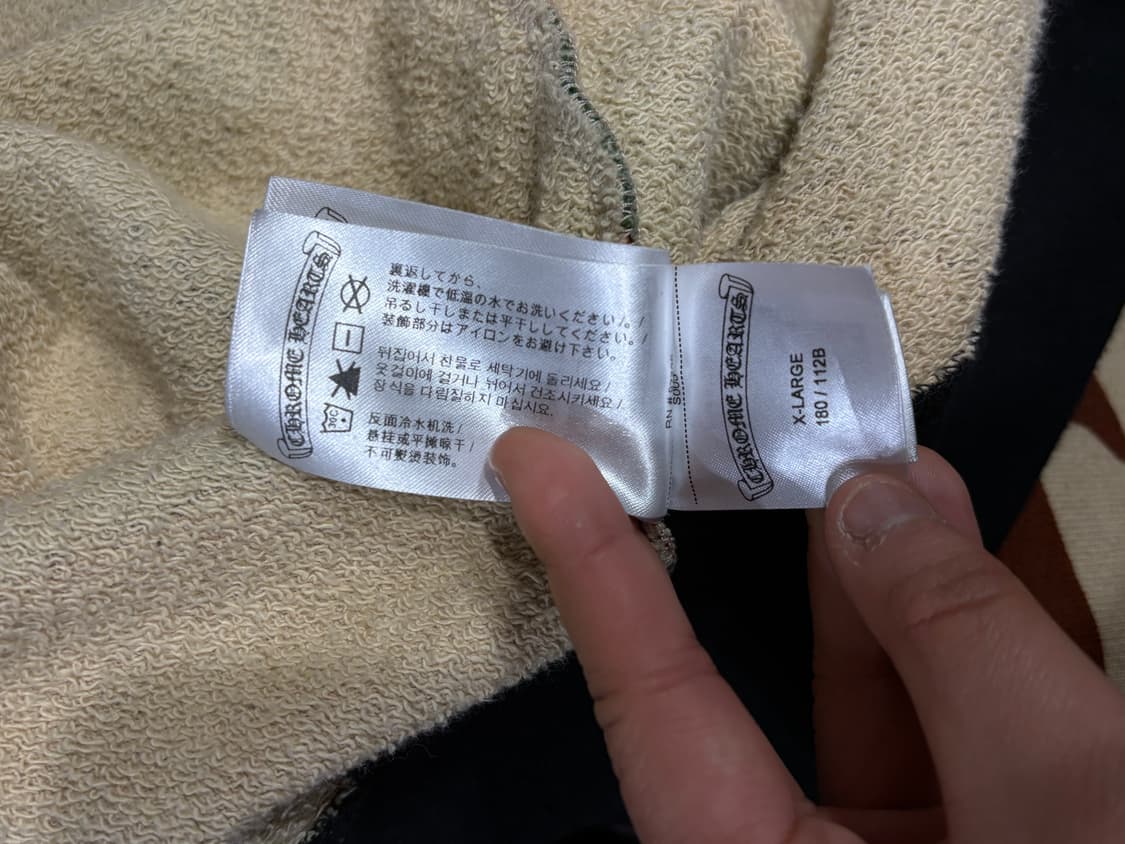 CHROME HEARTS
裏返してから、
洗濯機で低温の水でお洗いください/。/
吊るし干しまたは平干ししてください。/
装飾部分はアイロンをお避け下さい。
뒤집어서 찬물로 세탁기에 돌리세요 /
옷걸이에 걸거나 뉘어서 건조시키세요 /
장식을 다림질하지 마십시요.
反面冷水机洗 /
悬挂或平摊晾干 /
不可熨烫装饰。
30C
RN #
CHROME HEARTS
X-LARGE
180 / 112B